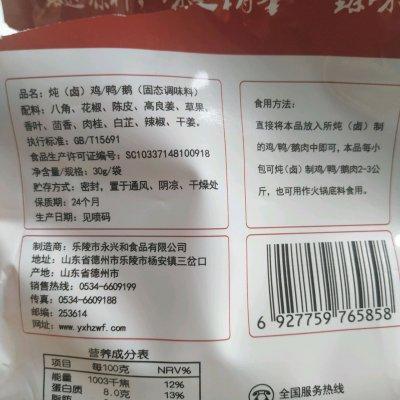 品名：炖（卤）鸡/鸭/鹅（固态调味料）
配料：八角、花椒、陈皮、高良姜、草果、
香叶、茴香、肉桂、白芷、辣椒、干姜。
执行标准：GB/T15691
食品生产许可证编号：SC10337148100918
净含量/规格：30g/袋
贮存方式：密封，置于通风、阴凉、干燥处
保质期：24个月
生产日期：见喷码
食用方法：
直接将本品放入所炖（卤）制
的鸡/鸭/鹅肉中即可，本品每小
包可炖（卤）制鸡/鸭/鹅肉2-3公
斤，也可用作火锅底料食用。
制造商：乐陵市永兴和食品有限公司
地址：山东省德州市乐陵市杨安镇三岔口
产地：山东省德州市
销售热线：0534-6609199
传真：0534-6609188
邮编：253614
网址：www.yxhzwf.com
6 927759 765858
营养成分表
项目 每100克 NRV%
能量 1003千焦 12%
蛋白质 8.0克 13%
全国服务热线